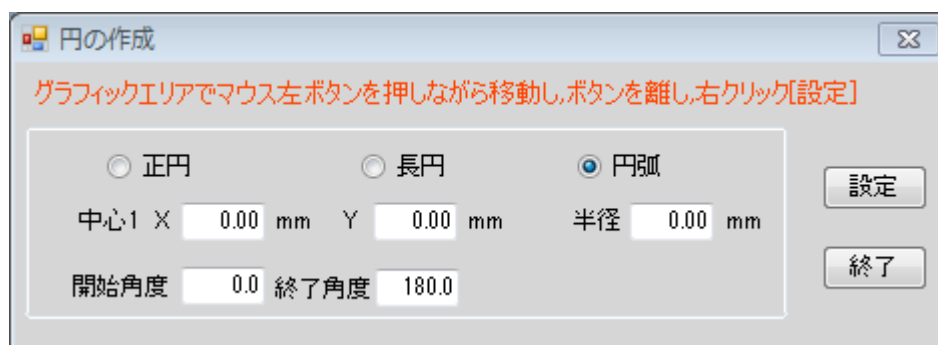 円の作成
グラフィックエリアでマウス左ボタンを押しながら移動し,ボタンを離し,右クリック[設定]
正円 長円 円弧
設定
中心1 X 0.00 mm Y 0.00 mm 半径 0.00 mm
終了
開始角度 0.0 終了角度 180.0